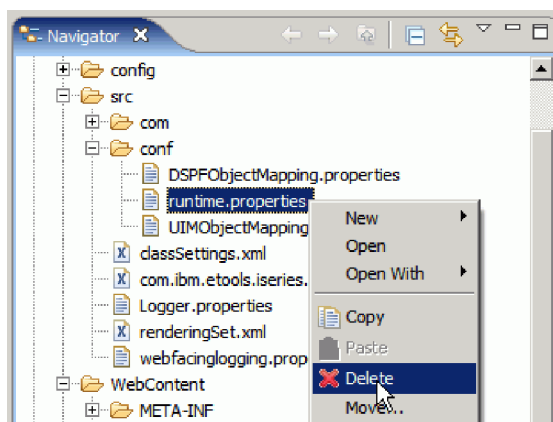 Navigator
config
src
com
conf
DSPFObjectMapping.properties
runtime.properties
UIMObjectMapping
classSettings.xml
com.ibm.etools.iseries.
Logger.properties
renderingSet.xml
webfacinglogging.prop
WebContent
META-INF
New
Open
Open With
Copy
Paste
Delete
Move...